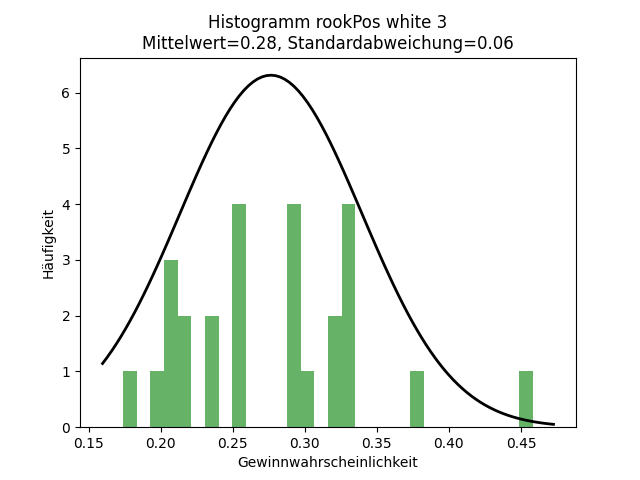 Histogramm rookPos white 3
Mittelwert=0.28, Standardabweichung=0.06
Häufigkeit
6
5
4
3
2
1
0
0.15 0.20 0.25 0.30 0.35 0.40 0.45
Gewinnwahrscheinlichkeit